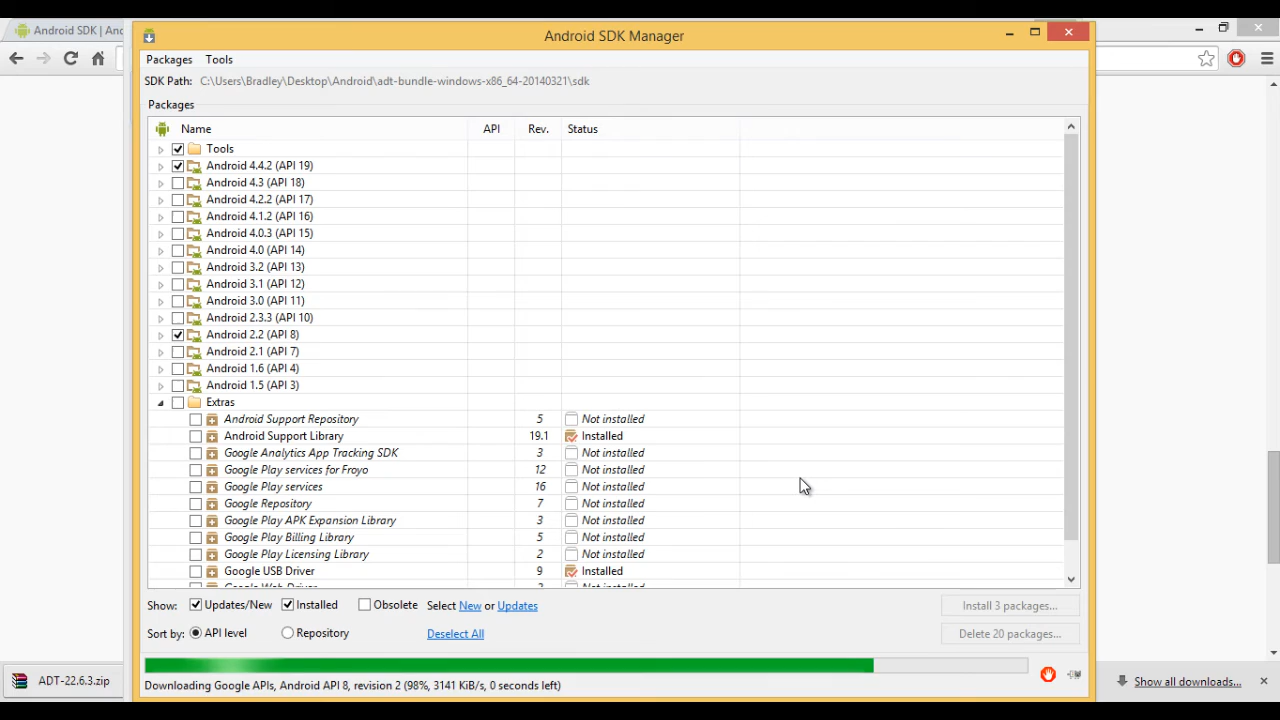 Android SDK | And
Android SDK Manager
Packages Tools
SDK Path: C:\Users\Bradley\Desktop\Android\adt-bundle-windows-x86_64-20140321\sdk
Packages
Name API Rev. Status
Tools
Android 4.4.2 (API 19)
Android 4.3 (API 18)
Android 4.2.2 (API 17)
Android 4.1.2 (API 16)
Android 4.0.3 (API 15)
Android 4.0 (API 14)
Android 3.2 (API 13)
Android 3.1 (API 12)
Android 3.0 (API 11)
Android 2.3.3 (API 10)
Android 2.2 (API 8)
Android 2.1 (API 7)
Android 1.6 (API 4)
Android 1.5 (API 3)
Extras
Android Support Repository 5 Not installed
Android Support Library 19.1 Installed
Google Analytics App Tracking SDK 3 Not installed
Google Play services for Froyo 12 Not installed
Google Play services 16 Not installed
Google Repository 7 Not installed
Google Play APK Expansion Library 3 Not installed
Google Play Billing Library 5 Not installed
Google Play Licensing Library 2 Not installed
Google USB Driver 9 Installed
Google Web Driver 2 Not installed
Show: Updates/New Installed Obsolete Select New or Updates Install 3 packages...
Sort by: API level Repository Deselect All Delete 20 packages...
Downloading Google APIs, Android API 8, revision 2 (98%, 3141 KiB/s, 0 seconds left)
ADT-22.6.3.zip Show all downloads...